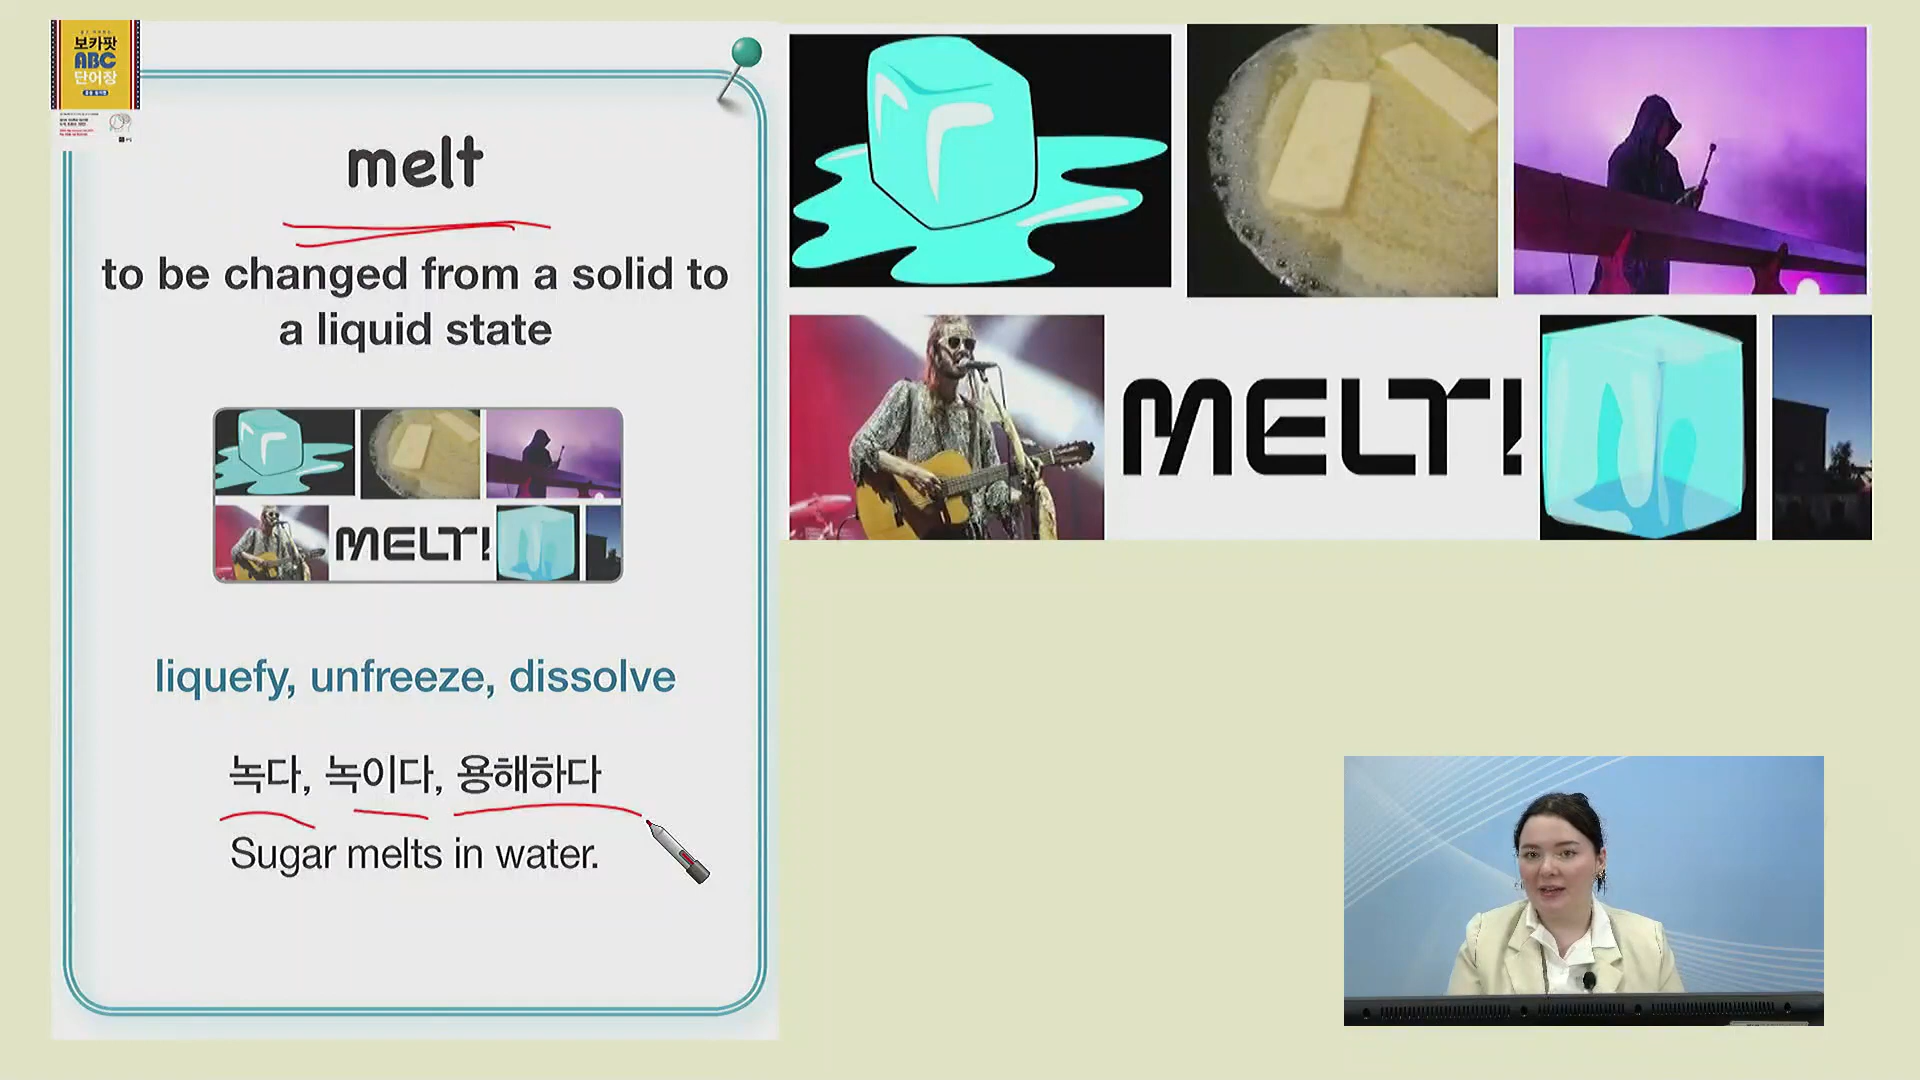 보카팟
ABC
단어장
melt
to be changed from a solid to
a liquid state
MELT!
liquefy, unfreeze, dissolve
녹다, 녹이다, 용해하다
Sugar melts in water.
MELT!